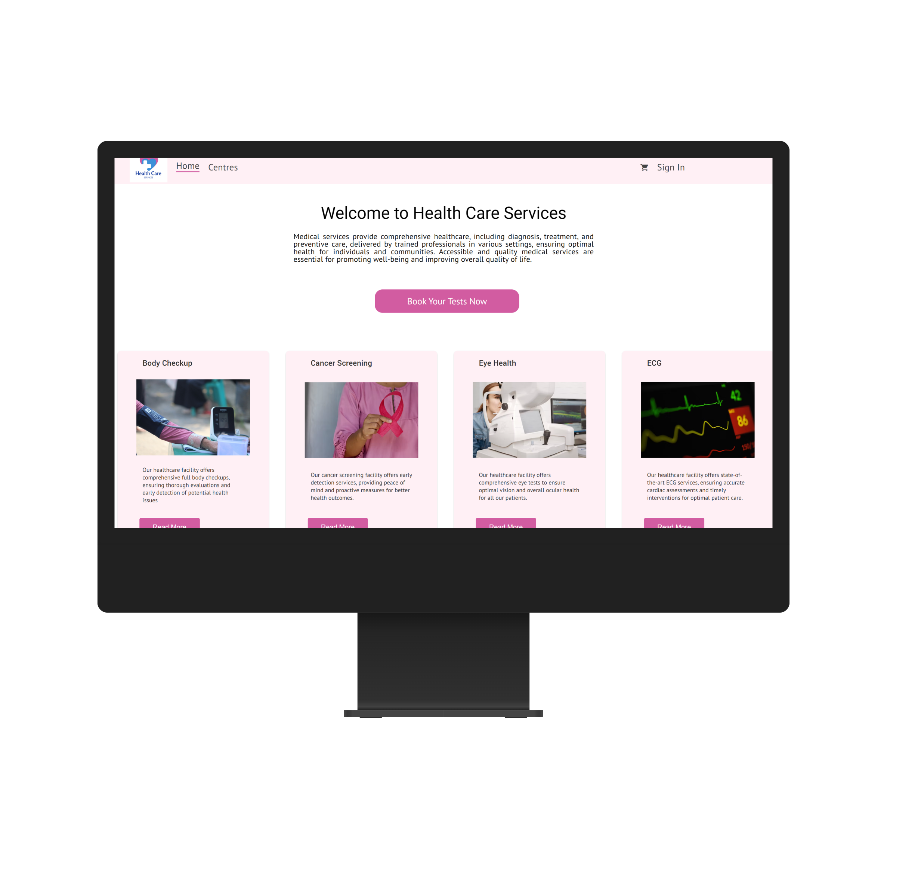 Health Care
Home
Centres
Sign In
Welcome to Health Care Services
Medical services provide comprehensive healthcare, including diagnosis, treatment, and
preventive care, delivered by trained professionals in various settings, ensuring optimal
health for individuals and communities. Accessible and quality medical services are
essential for promoting well-being and improving overall quality of life.
Book Your Tests Now
Body Checkup
Our healthcare facility offers
comprehensive full body checkups,
ensuring thorough evaluations and
early detection of potential health
issues
Read More
Cancer Screening
Our cancer screening facility offers early
detection services, providing peace of
mind and proactive measures for better
health outcomes.
Read More
Eye Health
Our healthcare facility offers
comprehensive eye tests to ensure
optimal vision and overall ocular health
for all our patients.
Read More
ECG
42
86
Our healthcare facility offers state-of-
the-art ECG services, ensuring accurate
cardiac assessments and timely
interventions for optimal patient care.
Read More